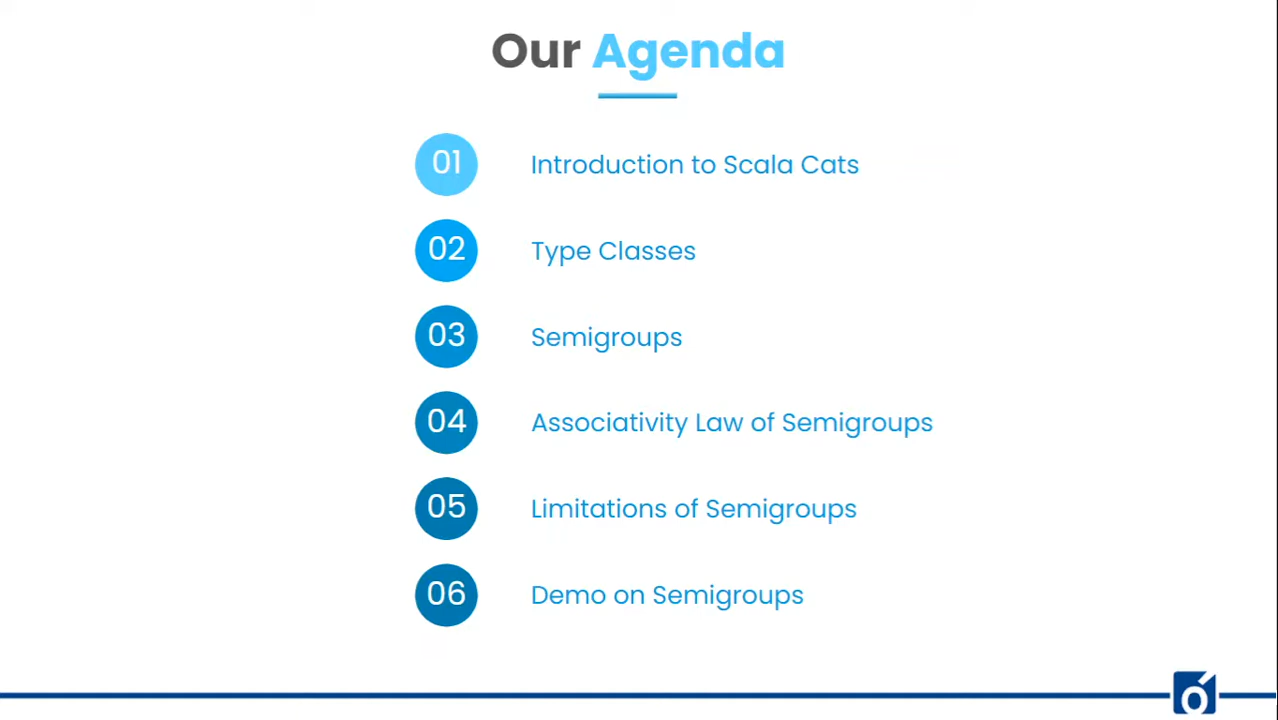 Our Agenda
01 Introduction to Scala Cats
02 Type Classes
03 Semigroups
04 Associativity Law of Semigroups
05 Limitations of Semigroups
06 Demo on Semigroups